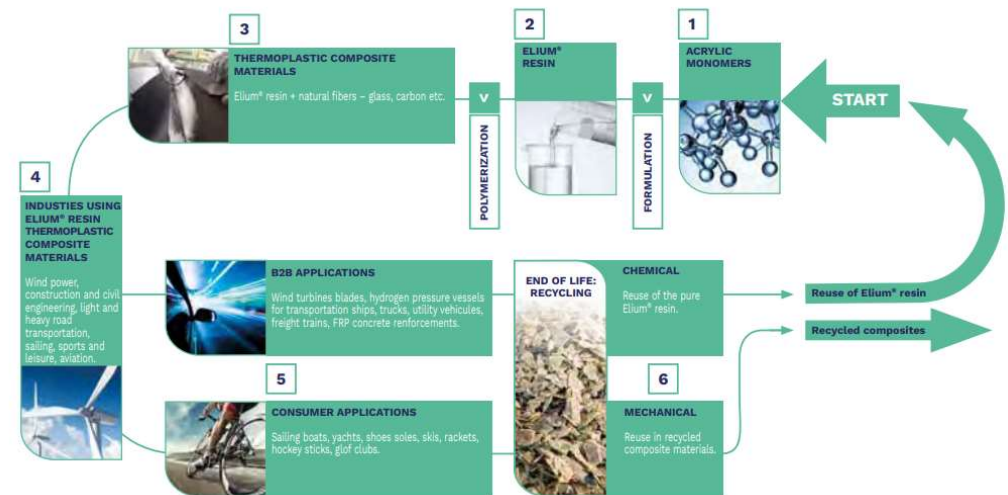 START
1
ACRYLIC
MONOMERS
V
FORMULATION
2
ELIUM®
RESIN
V
POLYMERIZATION
3
THERMOPLASTIC COMPOSITE
MATERIALS
Elium® resin + natural fibers – glass, carbon etc.
4
INDUSTIES USING
ELIUM® RESIN
THERMOPLASTIC
COMPOSITE
MATERIALS
Wind power,
construction and civil
engineering, light and
heavy road
transportation,
sailing, sports and
leisure, aviation.
B2B APPLICATIONS
Wind turbines blades, hydrogen pressure vessels
for transportation ships, trucks, utility vehicules,
freight trains, FRP concrete renforcements.
5
CONSUMER APPLICATIONS
Sailing boats, yachts, shoes soles, skis, rackets,
hockey sticks, glof clubs.
END OF LIFE:
RECYCLING
CHEMICAL
Reuse of the pure
Elium® resin.
6
MECHANICAL
Reuse in recycled
composite materials.
Reuse of Elium® resin
Recycled composites